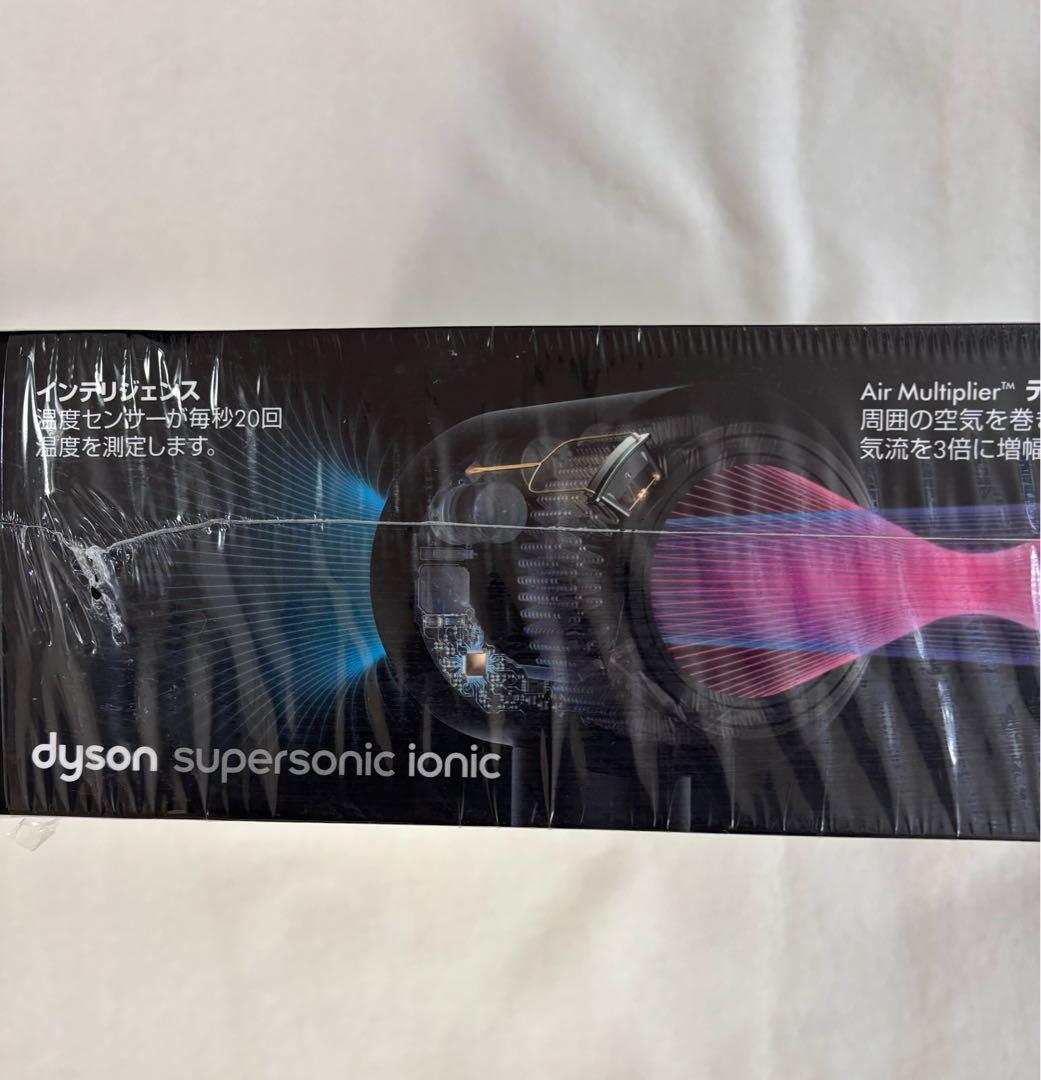 インテリジェンス
温度センサーが毎秒20回
温度を測定します。
Air Multiplier™
周囲の空気を巻き
気流を3倍に増幅
dyson supersonic ionic